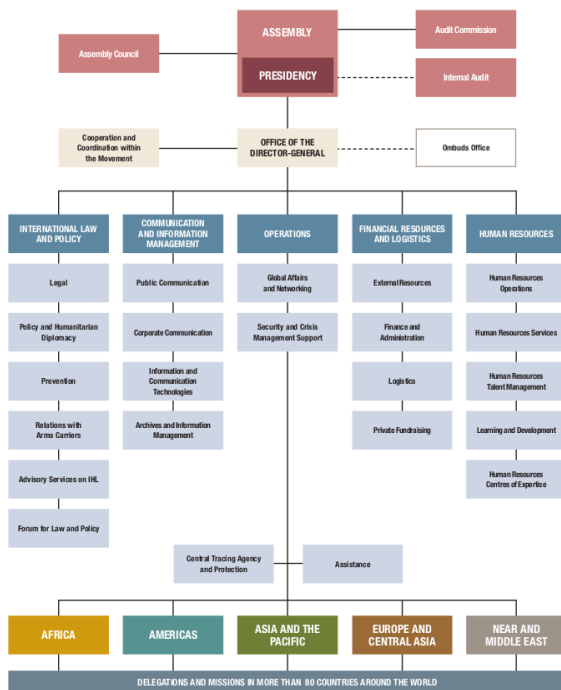 ASSEMBLY
Audit Commission
Assembly Council
PRESIDENCY
Internal Audit
Cooperation and
Coordination within
the Movement
OFFICE OF THE
DIRECTOR-GENERAL
Ombuds Office
INTERNATIONAL LAW
AND POLICY
COMMUNICATION
AND INFORMATION
MANAGEMENT
OPERATIONS
FINANCIAL RESOURCES
AND LOGISTICS
HUMAN RESOURCES
Legal
Public Communication
Global Affairs
and Networking
External Resources
Human Resources
Operations
Policy and Humanitarian
Diplomacy
Corporate Communication
Security and Crisis
Management Support
Finance and
Administration
Human Resources Services
Prevention
Information and
Communication
Technologies
Logistics
Human Resources
Talent Management
Relations with
Arms Carriers
Archives and Information
Management
Private Fundraising
Learning and Development
Advisory Services on IHL
Human Resources
Centres of Expertise
Forum for Law and Policy
Central Tracing Agency
and Protection
Assistance
AFRICA
AMERICAS
ASIA AND THE
PACIFIC
EUROPE AND
CENTRAL ASIA
NEAR AND
MIDDLE EAST
DELEGATIONS AND MISSIONS IN MORE THAN 80 COUNTRIES AROUND THE WORLD